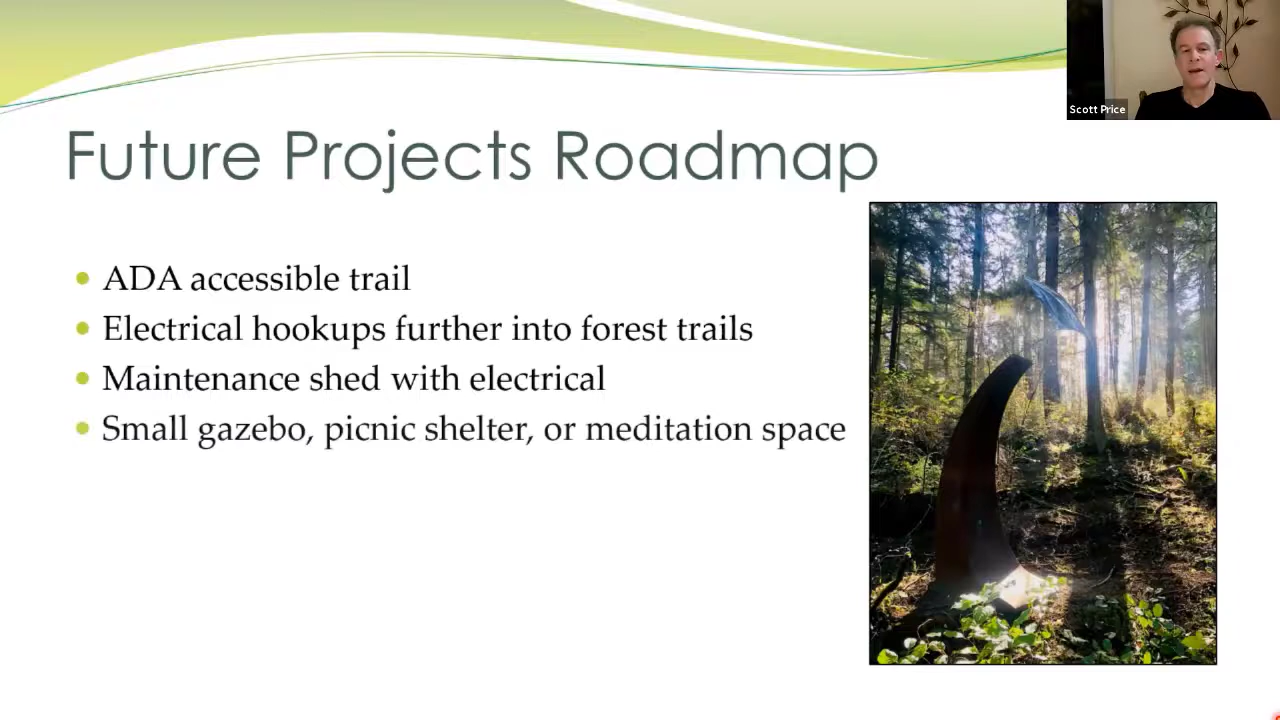 Scott Price
Future Projects Roadmap
ADA accessible trail
Electrical hookups further into forest trails
Maintenance shed with electrical
Small gazebo, picnic shelter, or meditation space